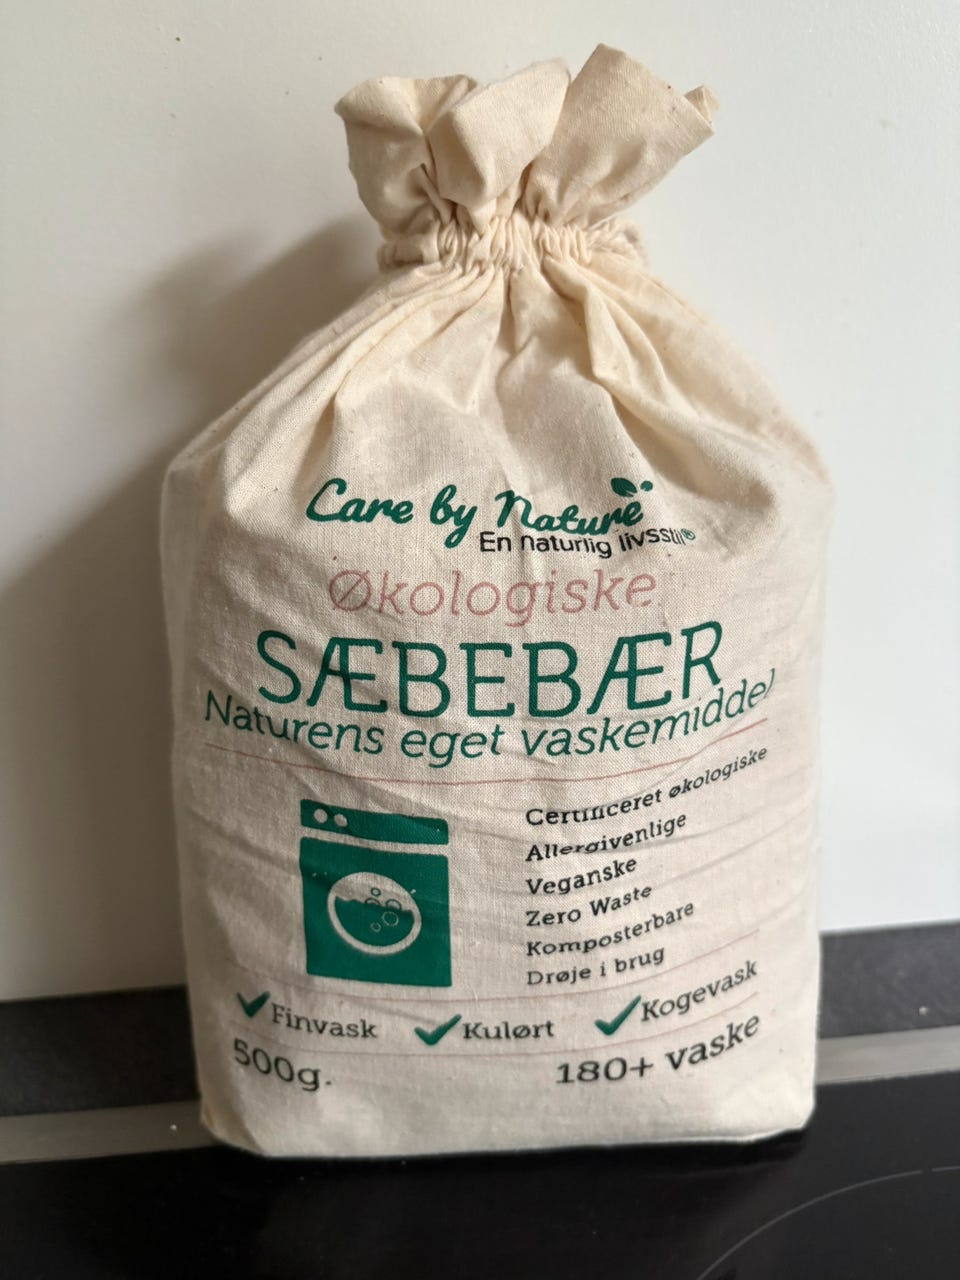 Care by Nature
En naturlig livsstil®
Økologiske
SÆBEBÆR
Naturens eget vaskemiddel
Certificeret økologiske
Allergivenlige
Veganske
Zero Waste
Komposterbare
Drøje i brug
Finvask Kulørt Kogevask
500g. 180+ vaske